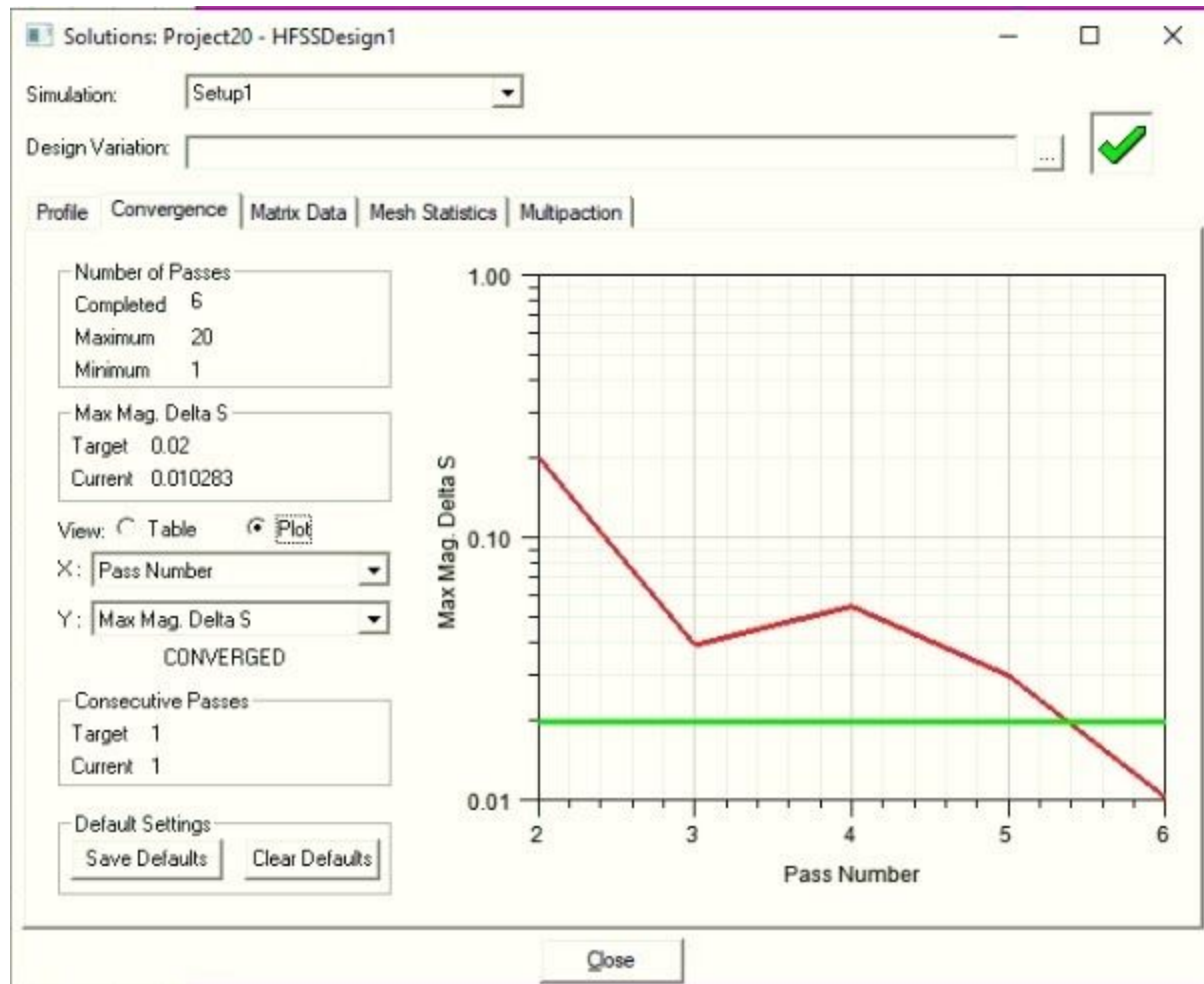 Solutions: Project20 - HFSSDesign1
Simulation: Setup1
Design Variation: ...
Profile Convergence Matrix Data Mesh Statistics Multipaction
Number of Passes
Completed 6
Maximum 20
Minimum 1
Max Mag. Delta S
Target 0.02
Current 0.010283
View: Table Plot
X: Pass Number
Y: Max Mag. Delta S
CONVERGED
Consecutive Passes
Target 1
Current 1
Default Settings
Save Defaults Clear Defaults
Max Mag. Delta S
1.00
0.10
0.01
2 3 4 5 6
Pass Number
Close